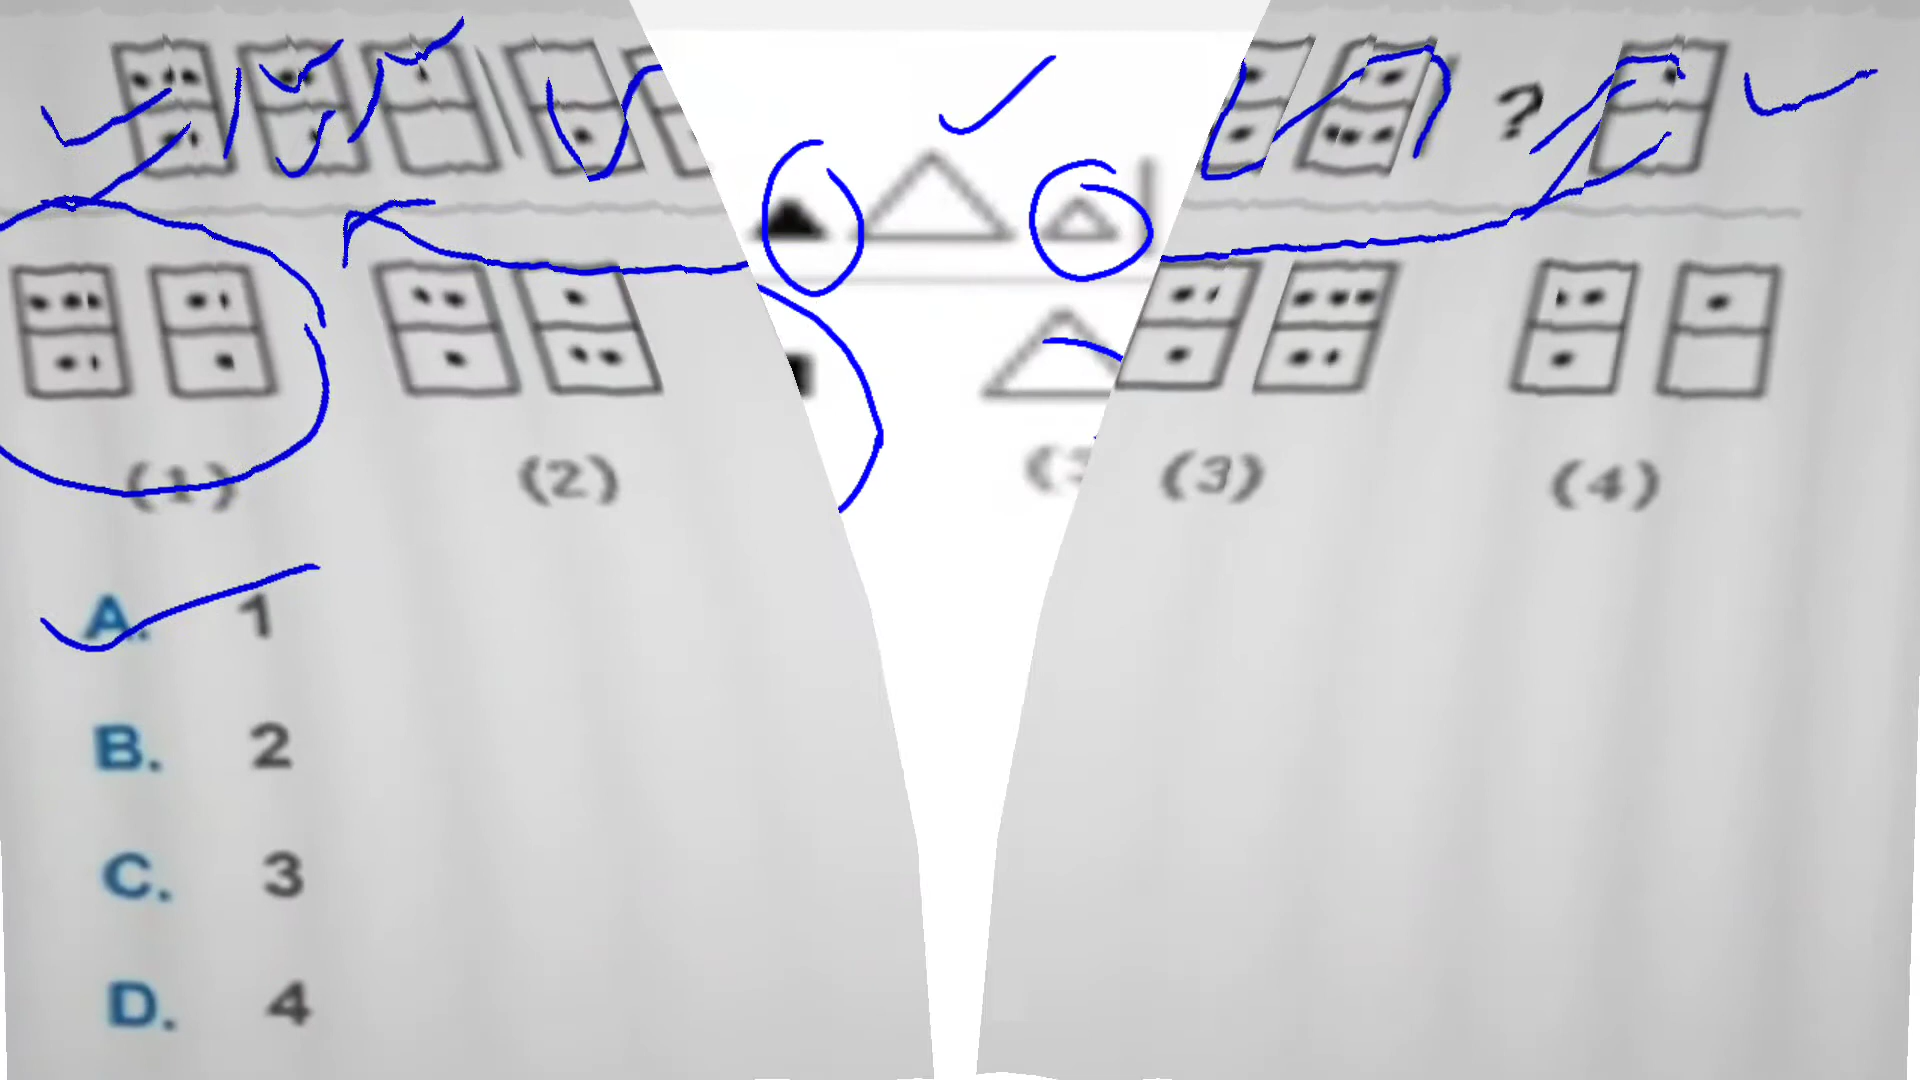 ?
(1) (2) (3) (4)
A. 1
B. 2
C. 3
D. 4